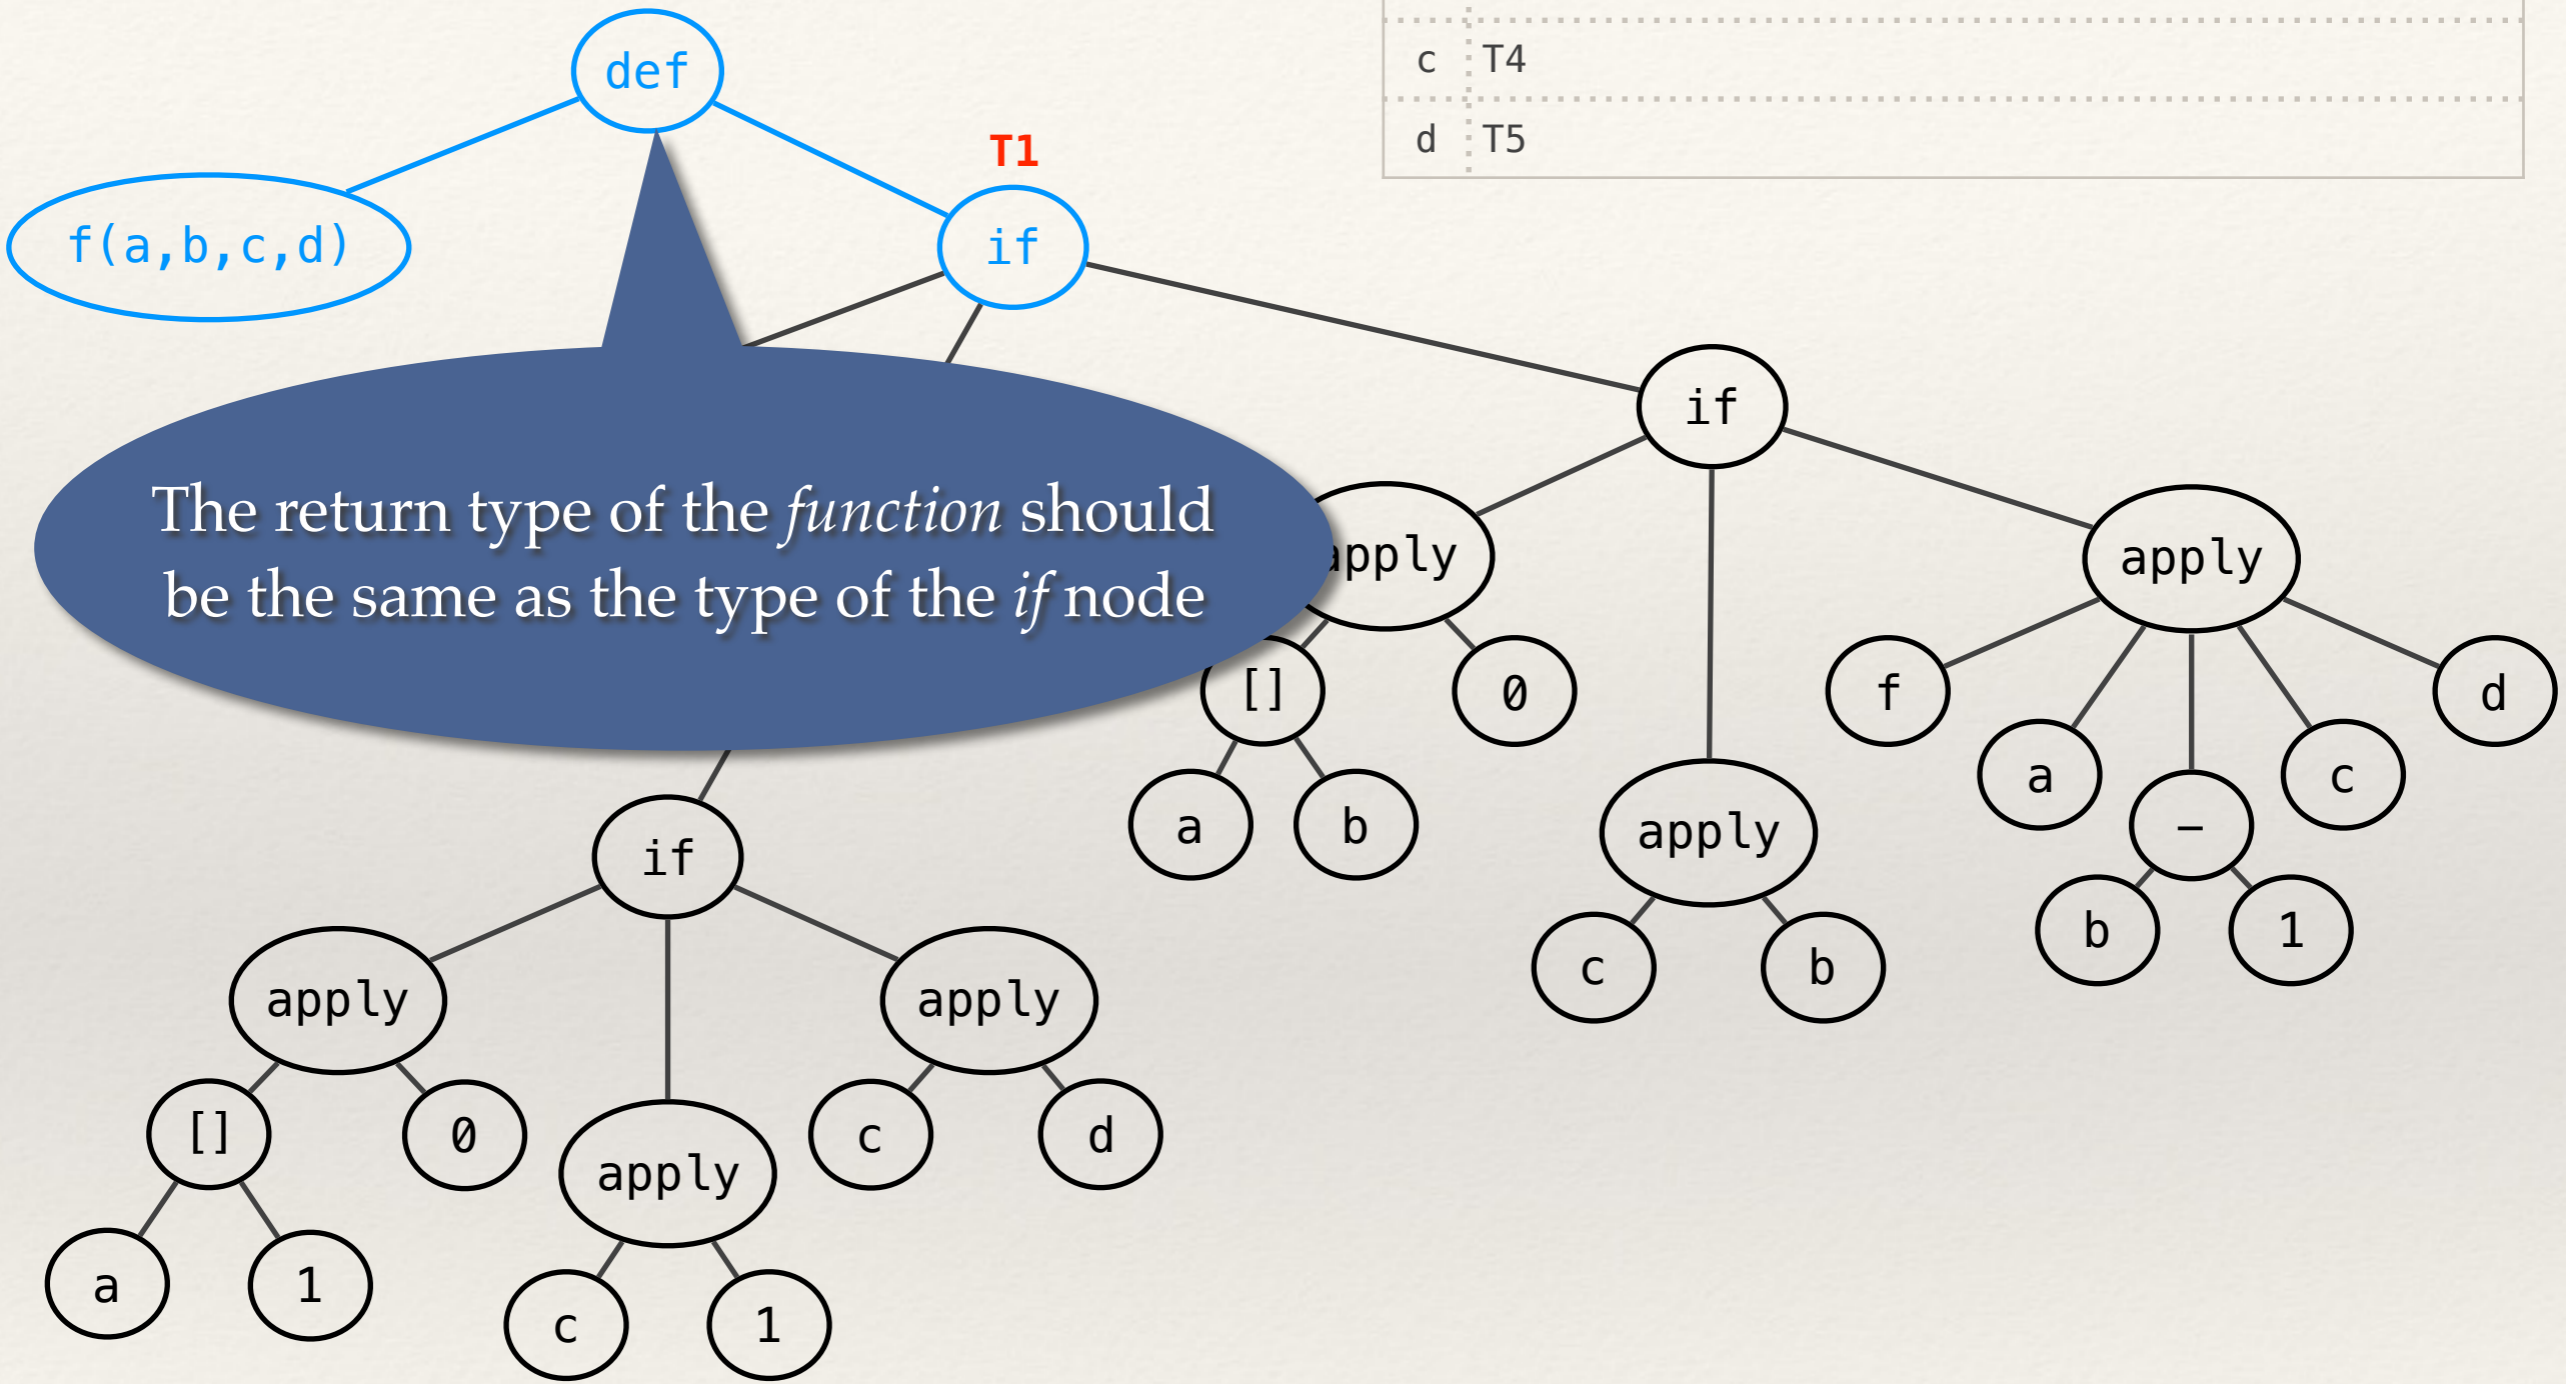 def
c T4
d T5
T1
f(a,b,c,d)
if
if
The return type of the function should
be the same as the type of the if node
apply
apply
[]
0
f
d
a
c
a
b
apply
–
if
b
1
c
b
apply
apply
[]
0
c
d
apply
a
1
c
1